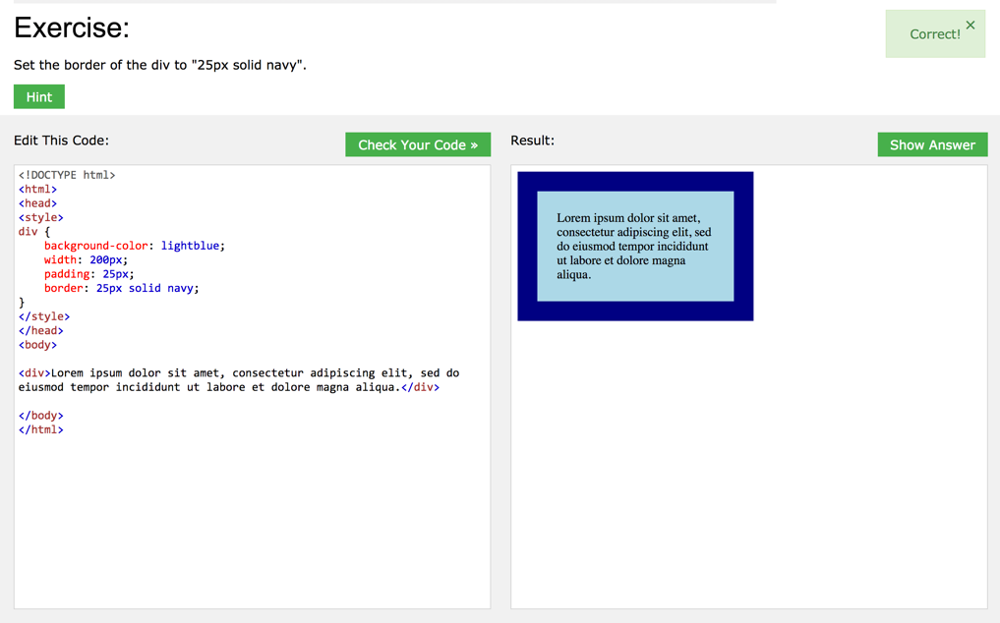 Exercise:
Correct! ×
Set the border of the div to "25px solid navy".
Hint
Edit This Code:
Check Your Code »
Result:
Show Answer
<!DOCTYPE html>
<html>
<head>
<style>
div {
    background-color: lightblue;
    width: 200px;
    padding: 25px;
    border: 25px solid navy;
}
</style>
</head>
<body>
<div>Lorem ipsum dolor sit amet, consectetur adipiscing elit, sed do
eiusmod tempor incididunt ut labore et dolore magna aliqua.</div>
</body>
</html>
Lorem ipsum dolor sit amet,
consectetur adipiscing elit, sed
do eiusmod tempor incididunt
ut labore et dolore magna
aliqua.